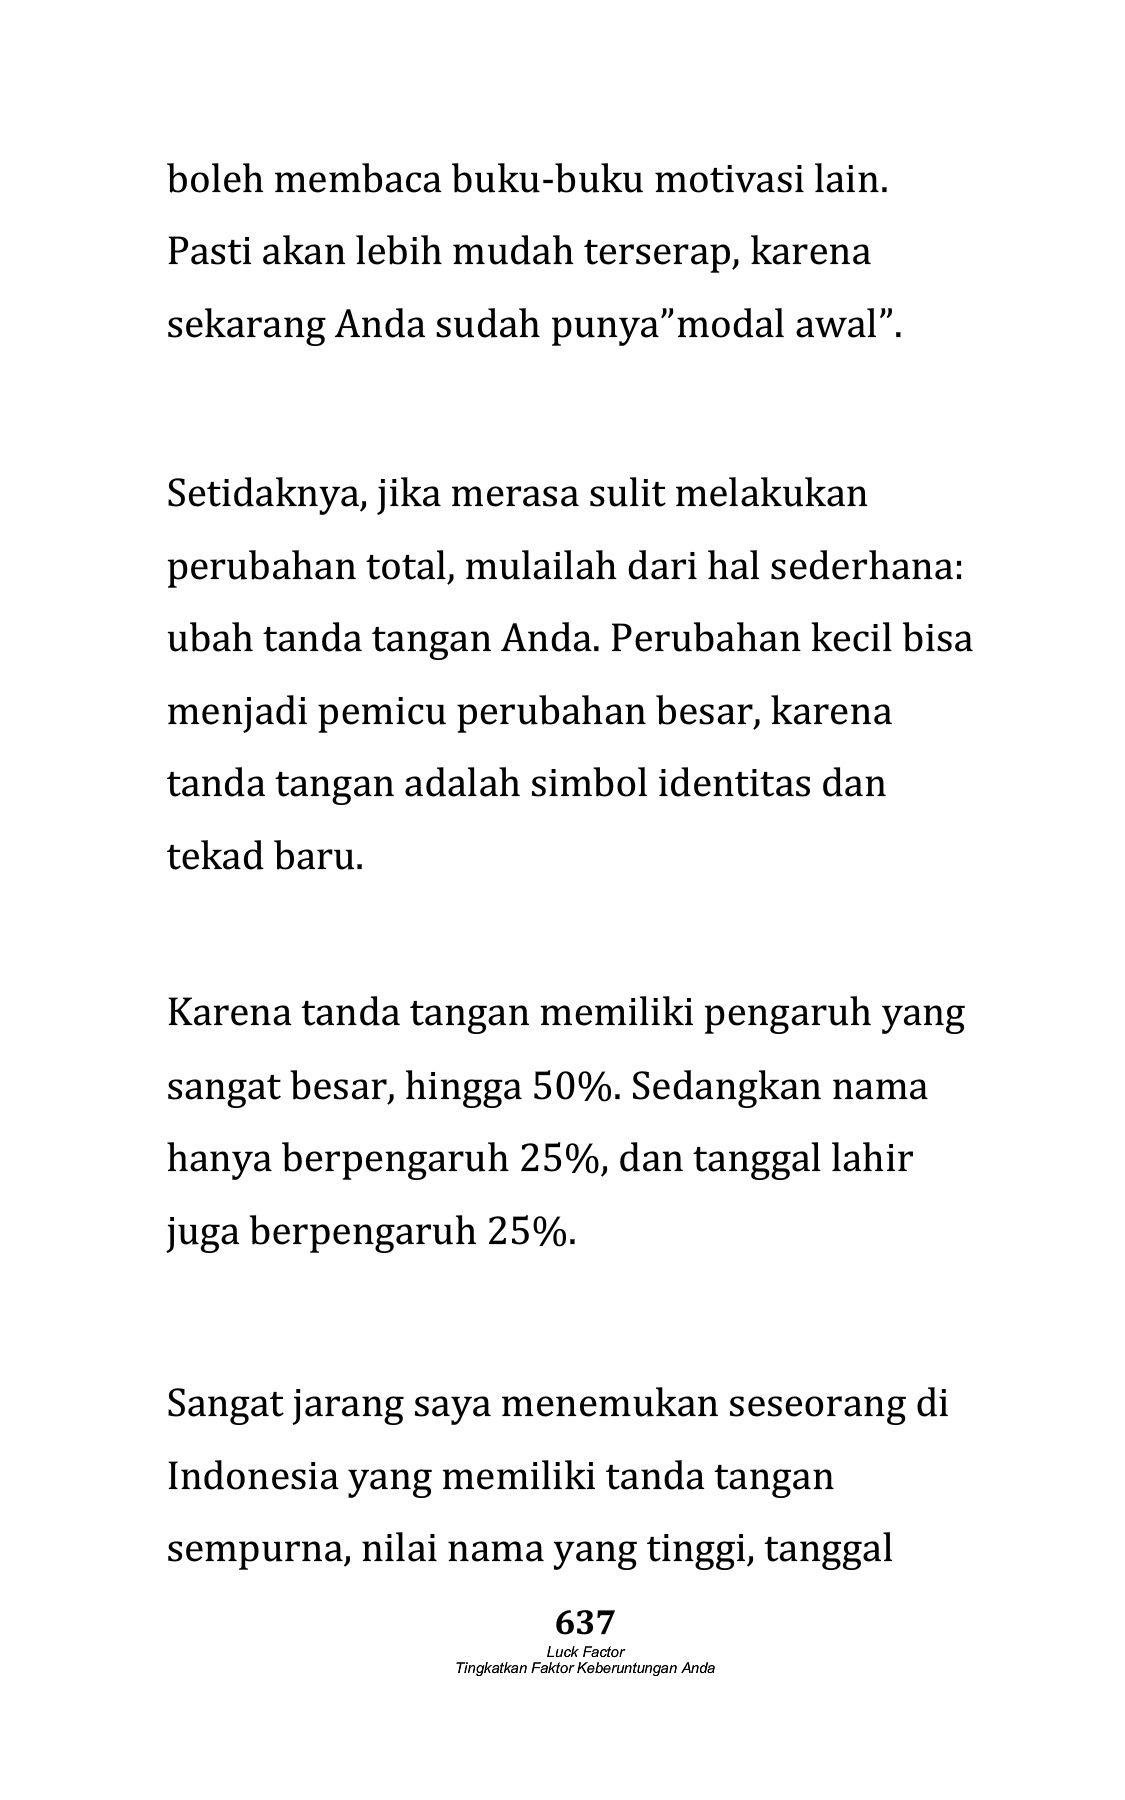 boleh membaca buku-buku motivasi lain.
Pasti akan lebih mudah terserap, karena
sekarang Anda sudah punya”modal awal”.
Setidaknya, jika merasa sulit melakukan
perubahan total, mulailah dari hal sederhana:
ubah tanda tangan Anda. Perubahan kecil bisa
menjadi pemicu perubahan besar, karena
tanda tangan adalah simbol identitas dan
tekad baru.
Karena tanda tangan memiliki pengaruh yang
sangat besar, hingga 50%. Sedangkan nama
hanya berpengaruh 25%, dan tanggal lahir
juga berpengaruh 25%.
Sangat jarang saya menemukan seseorang di
Indonesia yang memiliki tanda tangan
sempurna, nilai nama yang tinggi, tanggal
637
Luck Factor
Tingkatkan Faktor Keberuntungan Anda